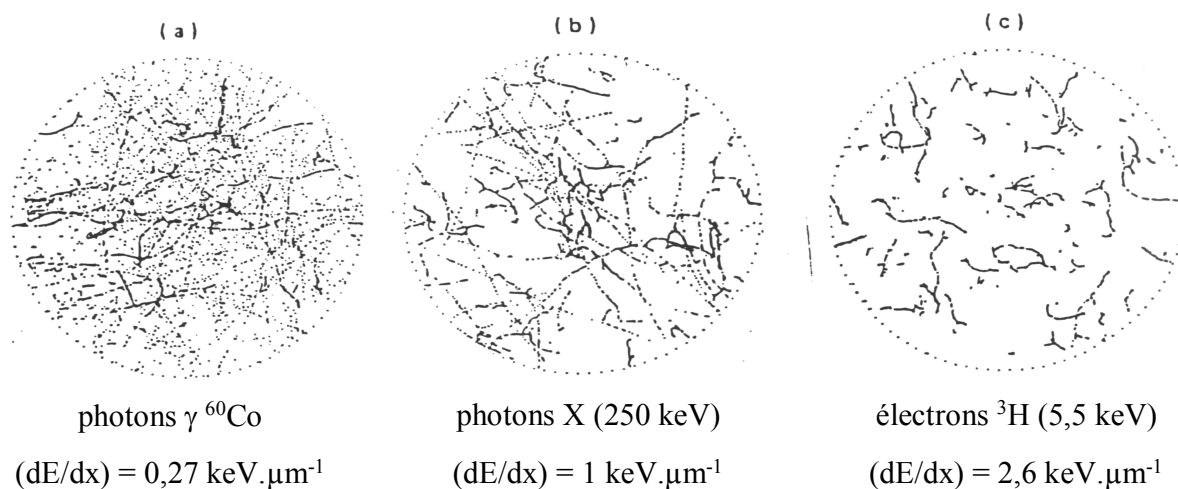 (a) (b) (c)
photons γ ⁶⁰Co photons X (250 keV) électrons ³H (5,5 keV)
(dE/dx) = 0,27 keV.µm⁻¹ (dE/dx) = 1 keV.µm⁻¹ (dE/dx) = 2,6 keV.µm⁻¹